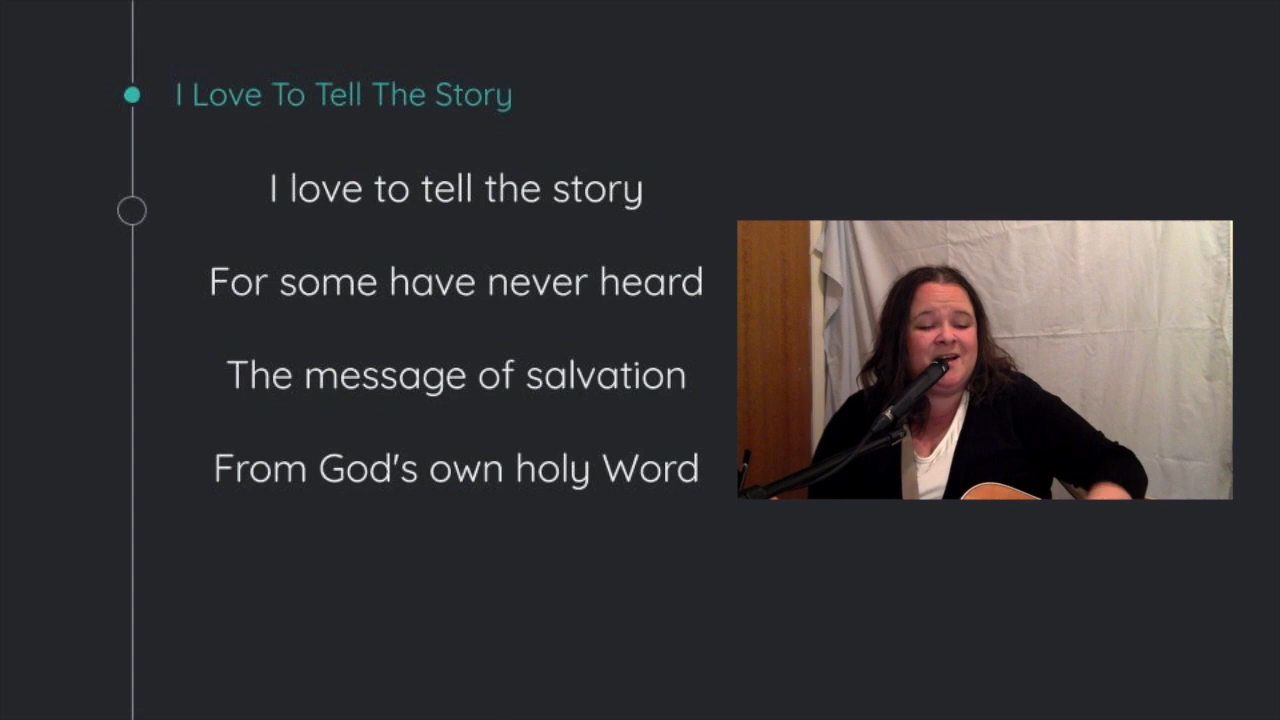 I Love To Tell The Story
I love to tell the story
For some have never heard
The message of salvation
From God's own holy Word